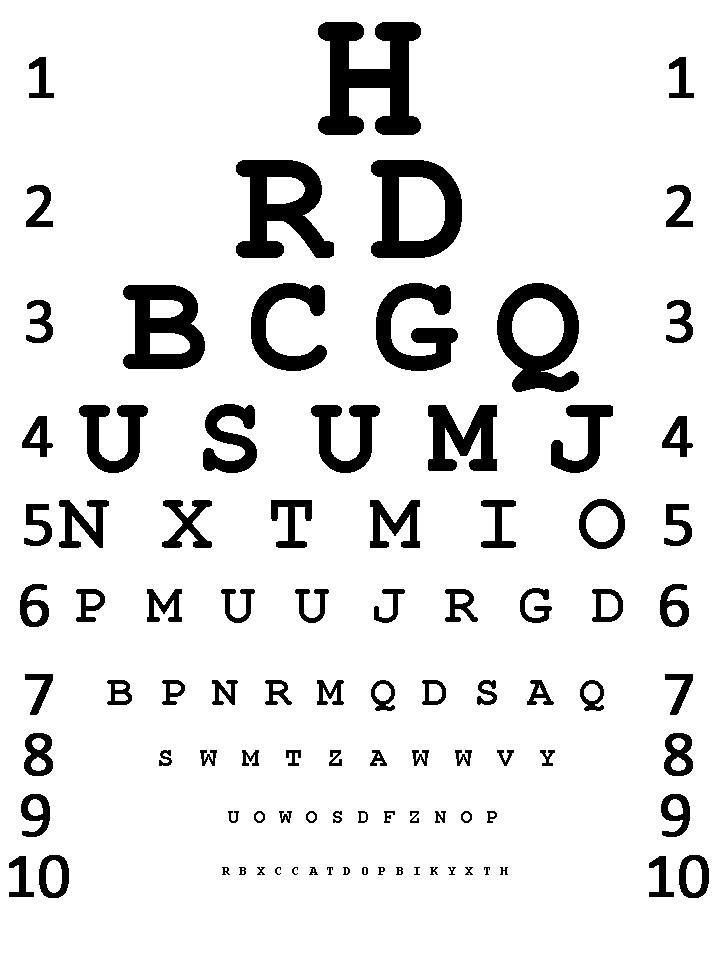 1 H 1
2 R D 2
3 B C G Q 3
4 U S U M J 4
5 N X T M I O 5
6 P M U U J R G D 6
7 B P N R M Q D S A Q 7
8 S W M T Z A W W V Y 8
9 U O W O S D F Z N O P 9
10 R B X C C A T D O P B I K Y X T H 10